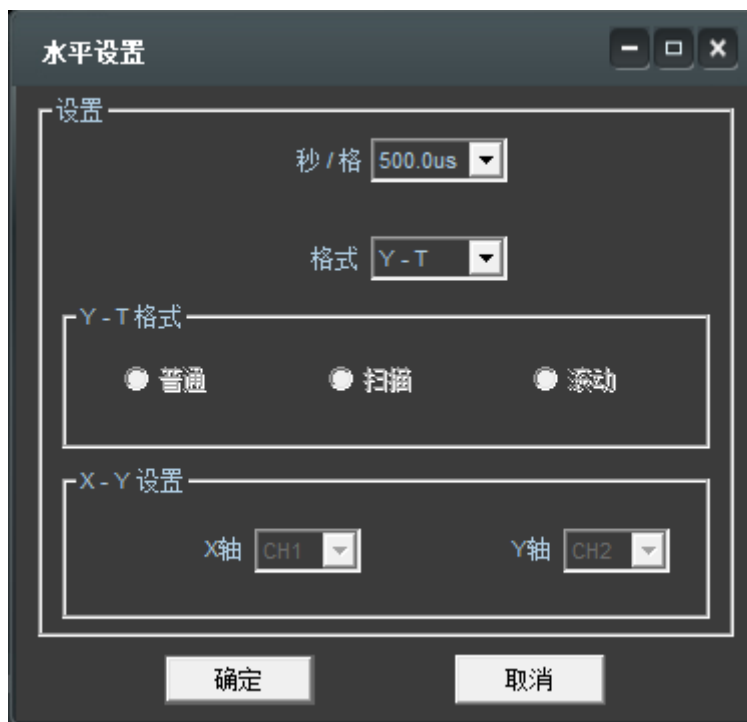 水平设置
设置
秒 / 格 500.0us
格式 Y - T
Y - T 格式
普通 扫描 滚动
X - Y 设置
X轴 CH1 Y轴 CH2
确定 取消